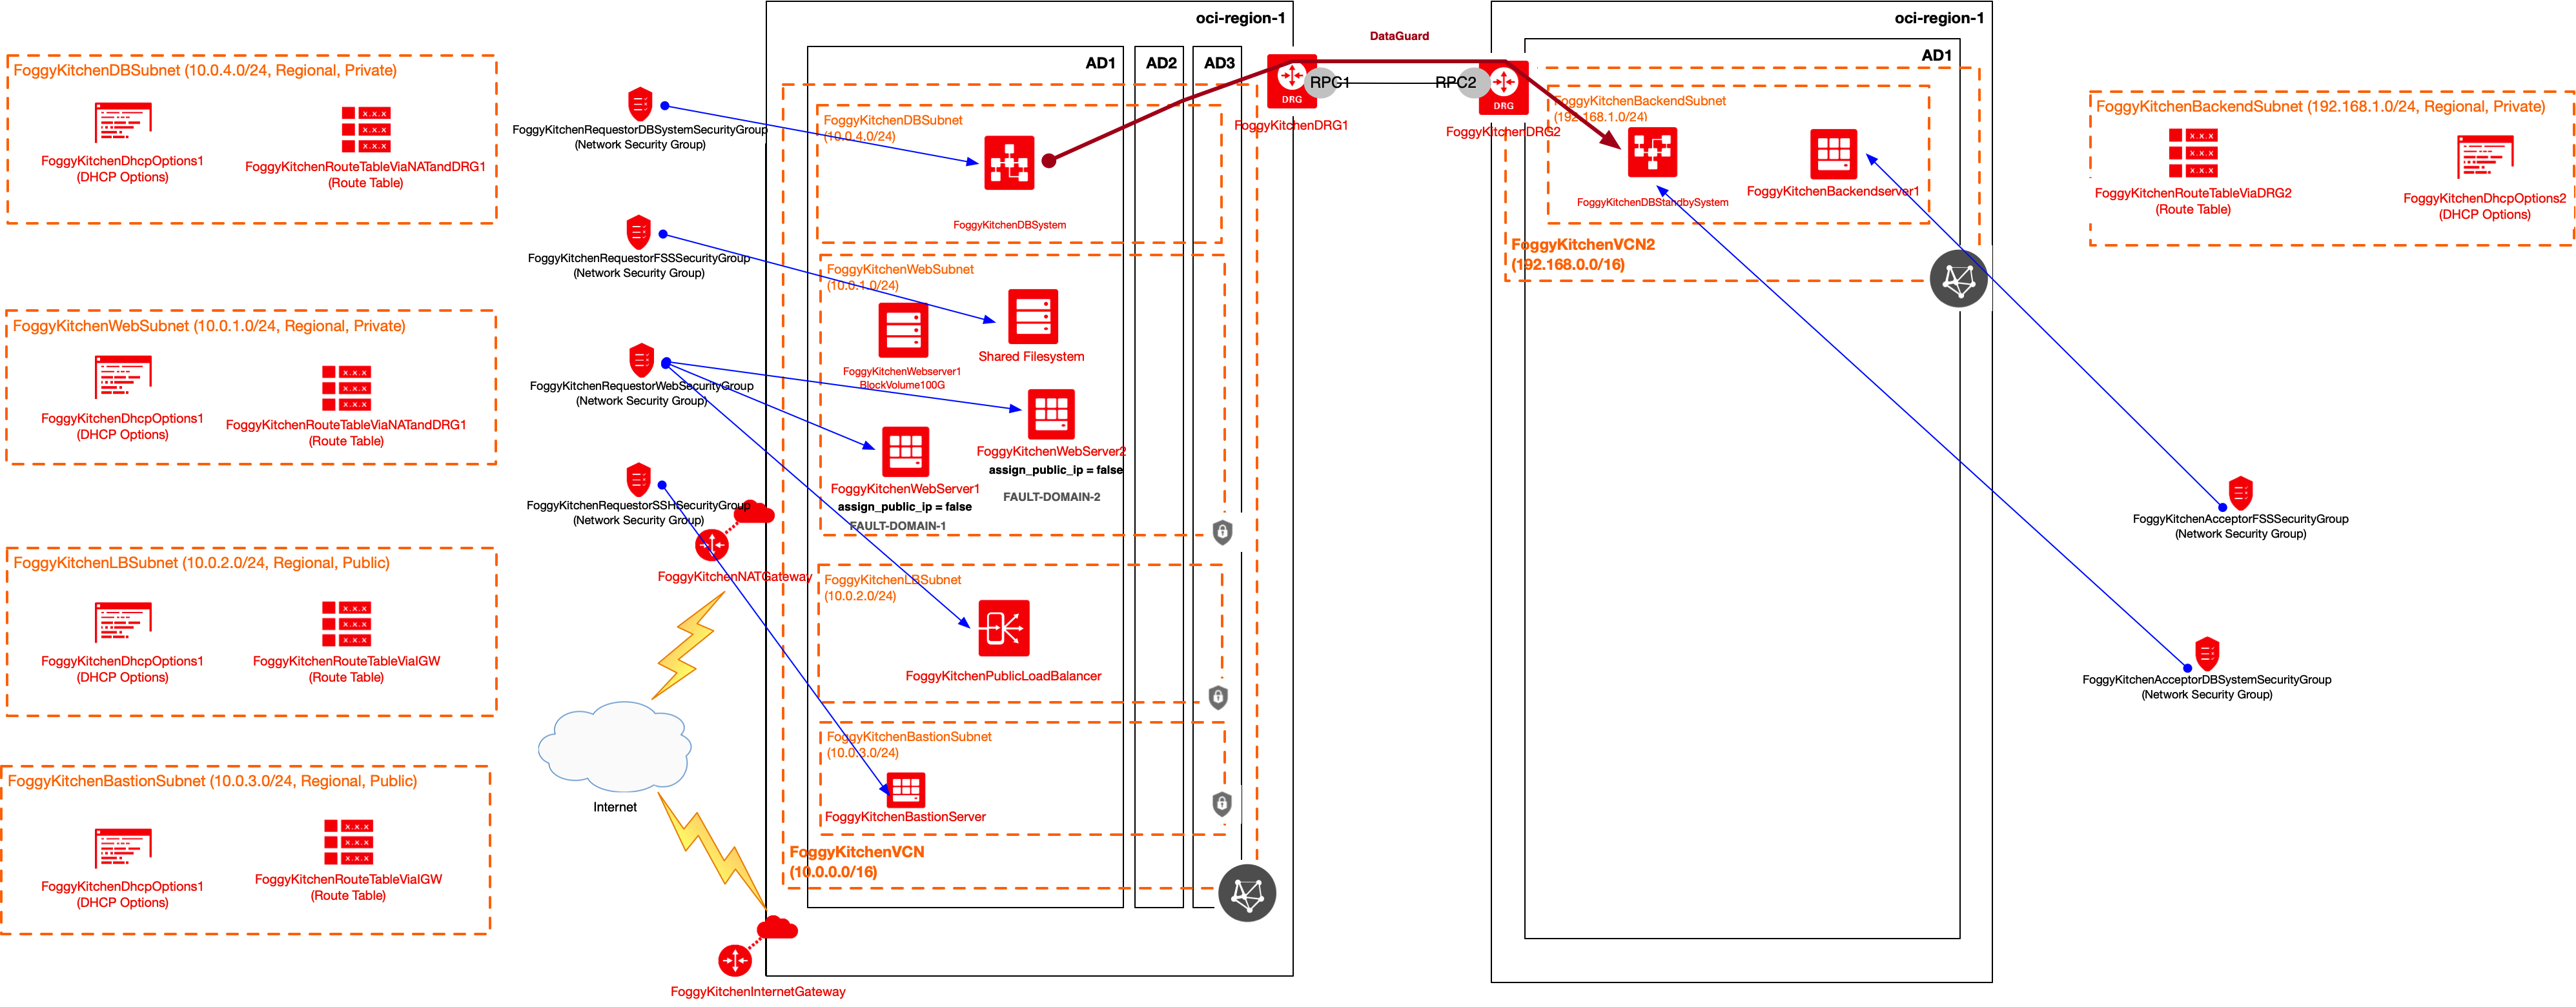 FoggyKitchenDBSubnet (10.0.4.0/24, Regional, Private)
FoggyKitchenDhcpOptions1
(DHCP Options)
X.X.X
X.X.X
X.X.X
FoggyKitchenRouteTableViaNATandDRG1
(Route Table)
FoggyKitchenWebSubnet (10.0.1.0/24, Regional, Private)
FoggyKitchenDhcpOptions1
(DHCP Options)
X.X.X
X.X.X
X.X.X
FoggyKitchenRouteTableViaNATandDRG1
(Route Table)
FoggyKitchenLBSubnet (10.0.2.0/24, Regional, Public)
FoggyKitchenDhcpOptions1
(DHCP Options)
X.X.X
X.X.X
X.X.X
FoggyKitchenRouteTableViaIGW
(Route Table)
FoggyKitchenBastionSubnet (10.0.3.0/24, Regional, Public)
FoggyKitchenDhcpOptions1
(DHCP Options)
X.X.X
X.X.X
X.X.X
FoggyKitchenRouteTableViaIGW
(Route Table)
FoggyKitchenRequestorDBSystemSecurityGroup
(Network Security Group)
FoggyKitchenRequestorFSSSecurityGroup
(Network Security Group)
FoggyKitchenRequestorWebSecurityGroup
(Network Security Group)
FoggyKitchenRequestorSSHSecurityGroup
(Network Security Group)
FoggyKitchenNATGateway
Internet
FoggyKitchenInternetGateway
oci-region-1
AD1
AD2
AD3
FoggyKitchenDBSubnet
(10.0.4.0/24)
FoggyKitchenDBSystem
FoggyKitchenWebSubnet
(10.0.1.0/24)
FoggyKitchenWebserver1
BlockVolume100G
Shared Filesystem
FoggyKitchenWebServer2
assign_public_ip = false
FAULT-DOMAIN-2
FoggyKitchenWebServer1
assign_public_ip = false
FAULT-DOMAIN-1
FoggyKitchenLBSubnet
(10.0.2.0/24)
FoggyKitchenPublicLoadBalancer
FoggyKitchenBastionSubnet
(10.0.3.0/24)
FoggyKitchenBastionServer
FoggyKitchenVCN
(10.0.0.0/16)
DataGuard
DRG
RPC1
RPC2
DRG
FoggyKitchenDRG1
FoggyKitchenDRG2
oci-region-1
AD1
FoggyKitchenBackendSubnet
(192.168.1.0/24)
FoggyKitchenDBStandbySystem
FoggyKitchenBackendserver1
FoggyKitchenVCN2
(192.168.0.0/16)
FoggyKitchenBackendSubnet (192.168.1.0/24, Regional, Private)
X.X.X
X.X.X
X.X.X
FoggyKitchenRouteTableViaDRG2
(Route Table)
FoggyKitchenDhcpOptions2
(DHCP Options)
FoggyKitchenAcceptorFSSSecurityGroup
(Network Security Group)
FoggyKitchenAcceptorDBSystemSecurityGroup
(Network Security Group)